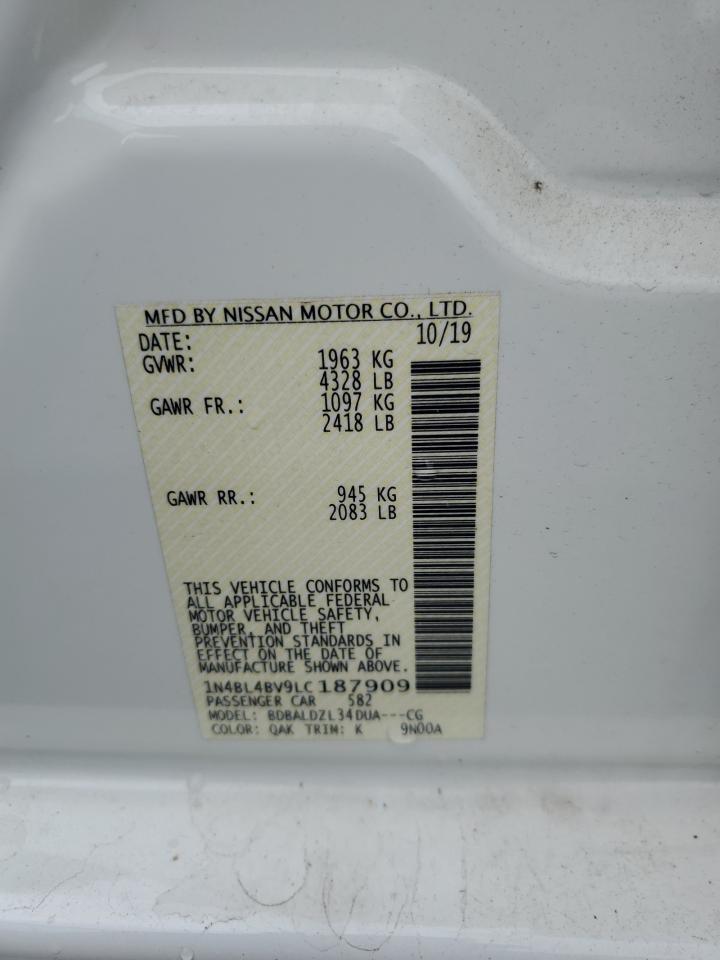 MFD BY NISSAN MOTOR CO., LTD.
DATE: 10/19
GVWR: 1963 KG
4328 LB
GAWR FR.: 1097 KG
2418 LB
GAWR RR.: 945 KG
2083 LB
THIS VEHICLE CONFORMS TO
ALL APPLICABLE FEDERAL
MOTOR VEHICLE SAFETY,
BUMPER, AND THEFT
PREVENTION STANDARDS IN
EFFECT ON THE DATE OF
MANUFACTURE SHOWN ABOVE.
1N4BL4BV9LC187909
PASSENGER CAR 582
MODEL: BDBALDZL34DUA---CG
COLOR: QAK TRIM: K 9N00A